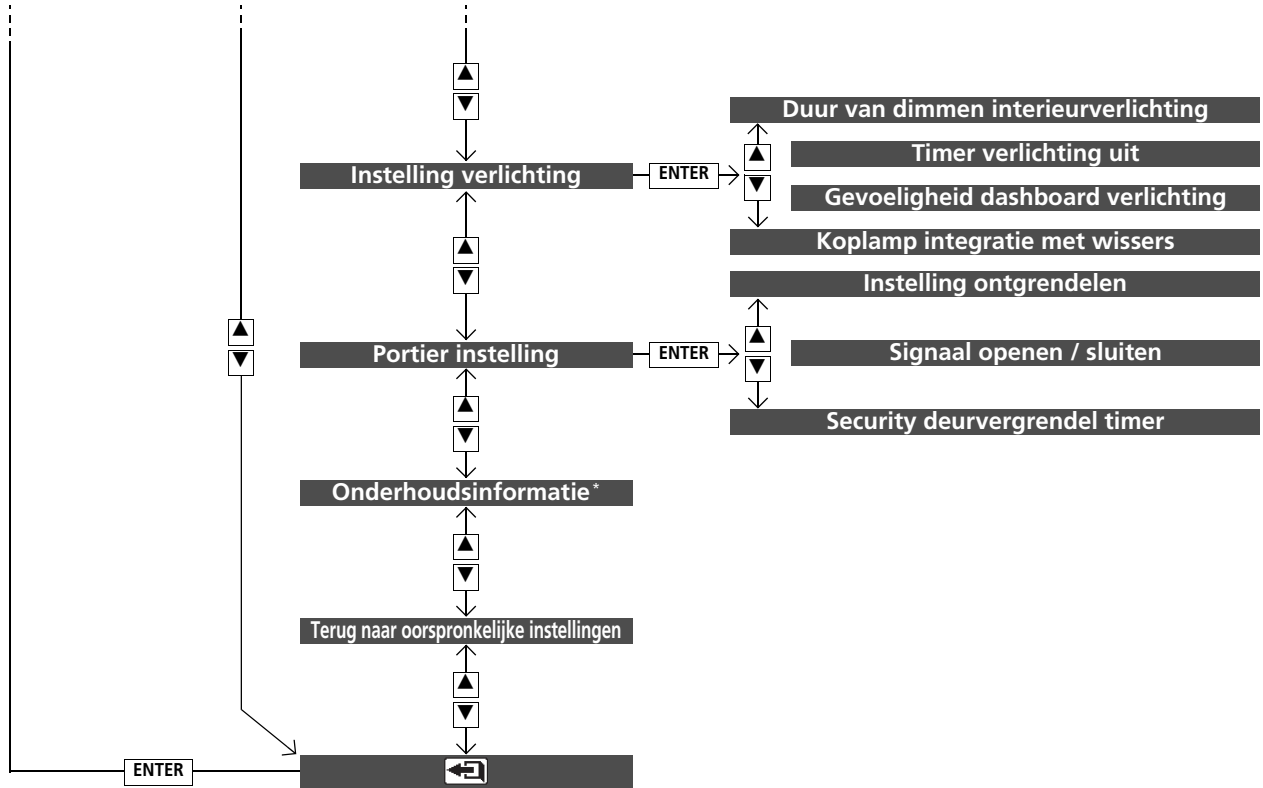 ▲
▼
Duur van dimmen interieurverlichting
Instelling verlichting
ENTER
▲
▼
Timer verlichting uit
Gevoeligheid dashboard verlichting
Koplamp integratie met wissers
▲
▼
Instelling ontgrendelen
▲
▼
Portier instelling
ENTER
▲
▼
Signaal openen / sluiten
Security deurvergrendel timer
▲
▼
Onderhoudsinformatie*
▲
▼
Terug naar oorspronkelijke instellingen
▲
▼
ENTER